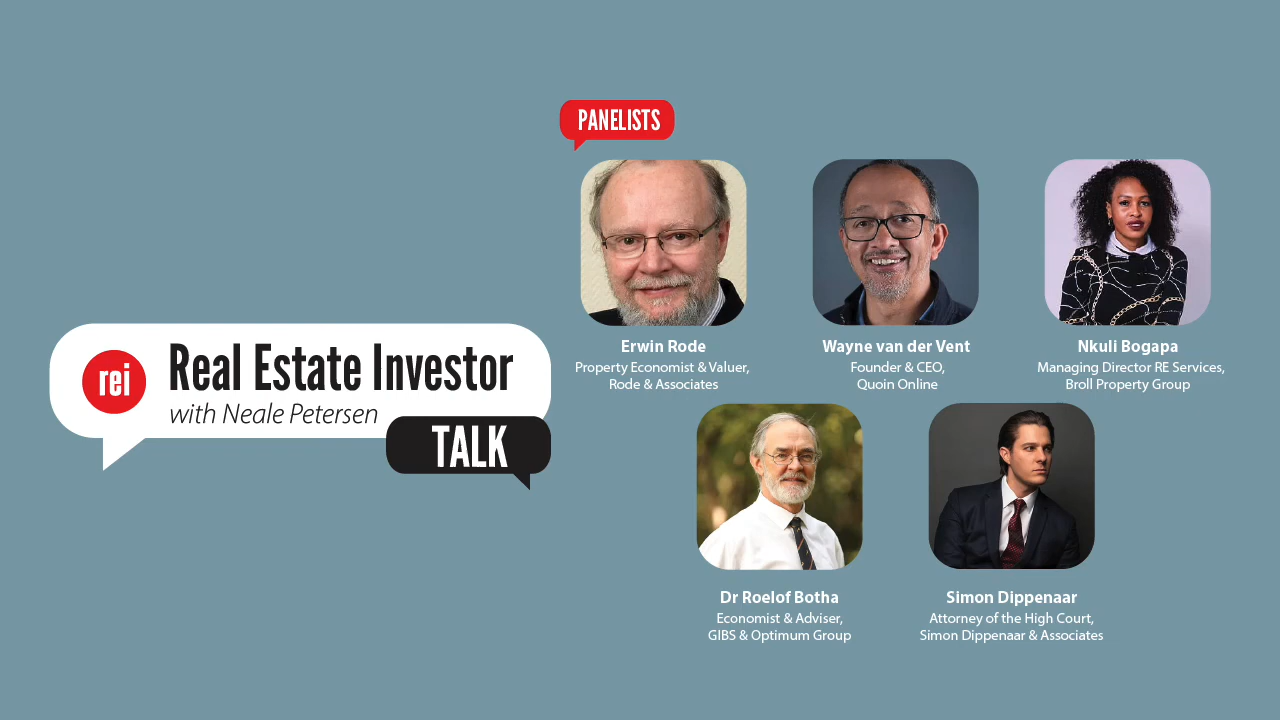 PANELISTS
rei
Real Estate Investor
with Neale Petersen
TALK
Erwin Rode
Property Economist & Valuer,
Rode & Associates
Wayne van der Vent
Founder & CEO,
Quoin Online
Nkuli Bogapa
Managing Director RE Services,
Broll Property Group
Dr Roelof Botha
Economist & Adviser,
GIBS & Optimum Group
Simon Dippenaar
Attorney of the High Court,
Simon Dippenaar & Associates